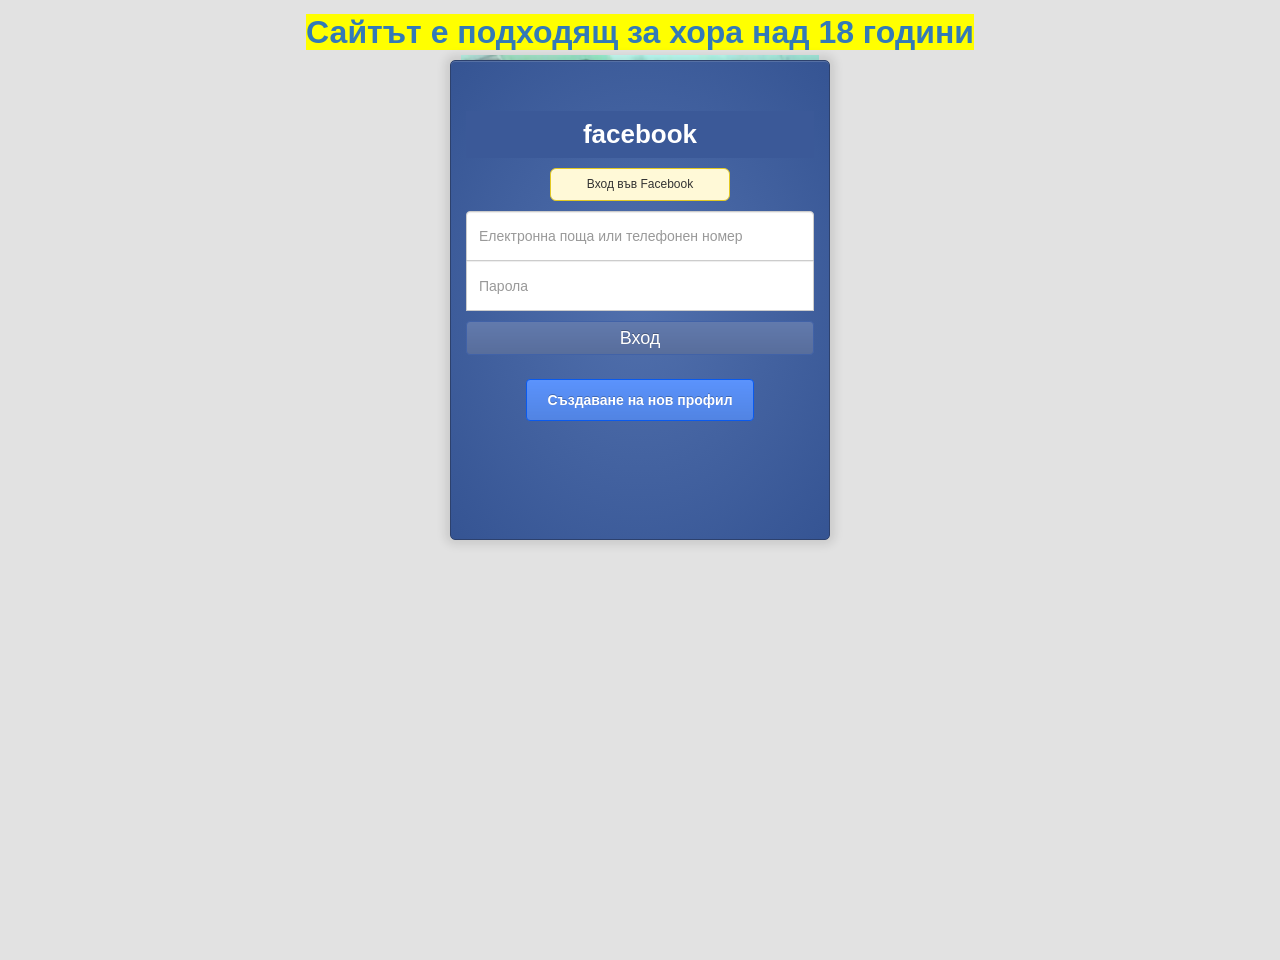 Сайтът е подходящ за хора над 18 години
facebook
Вход във Facebook
Електронна поща или телефонен номер
Парола
Вход
Създаване на нов профил